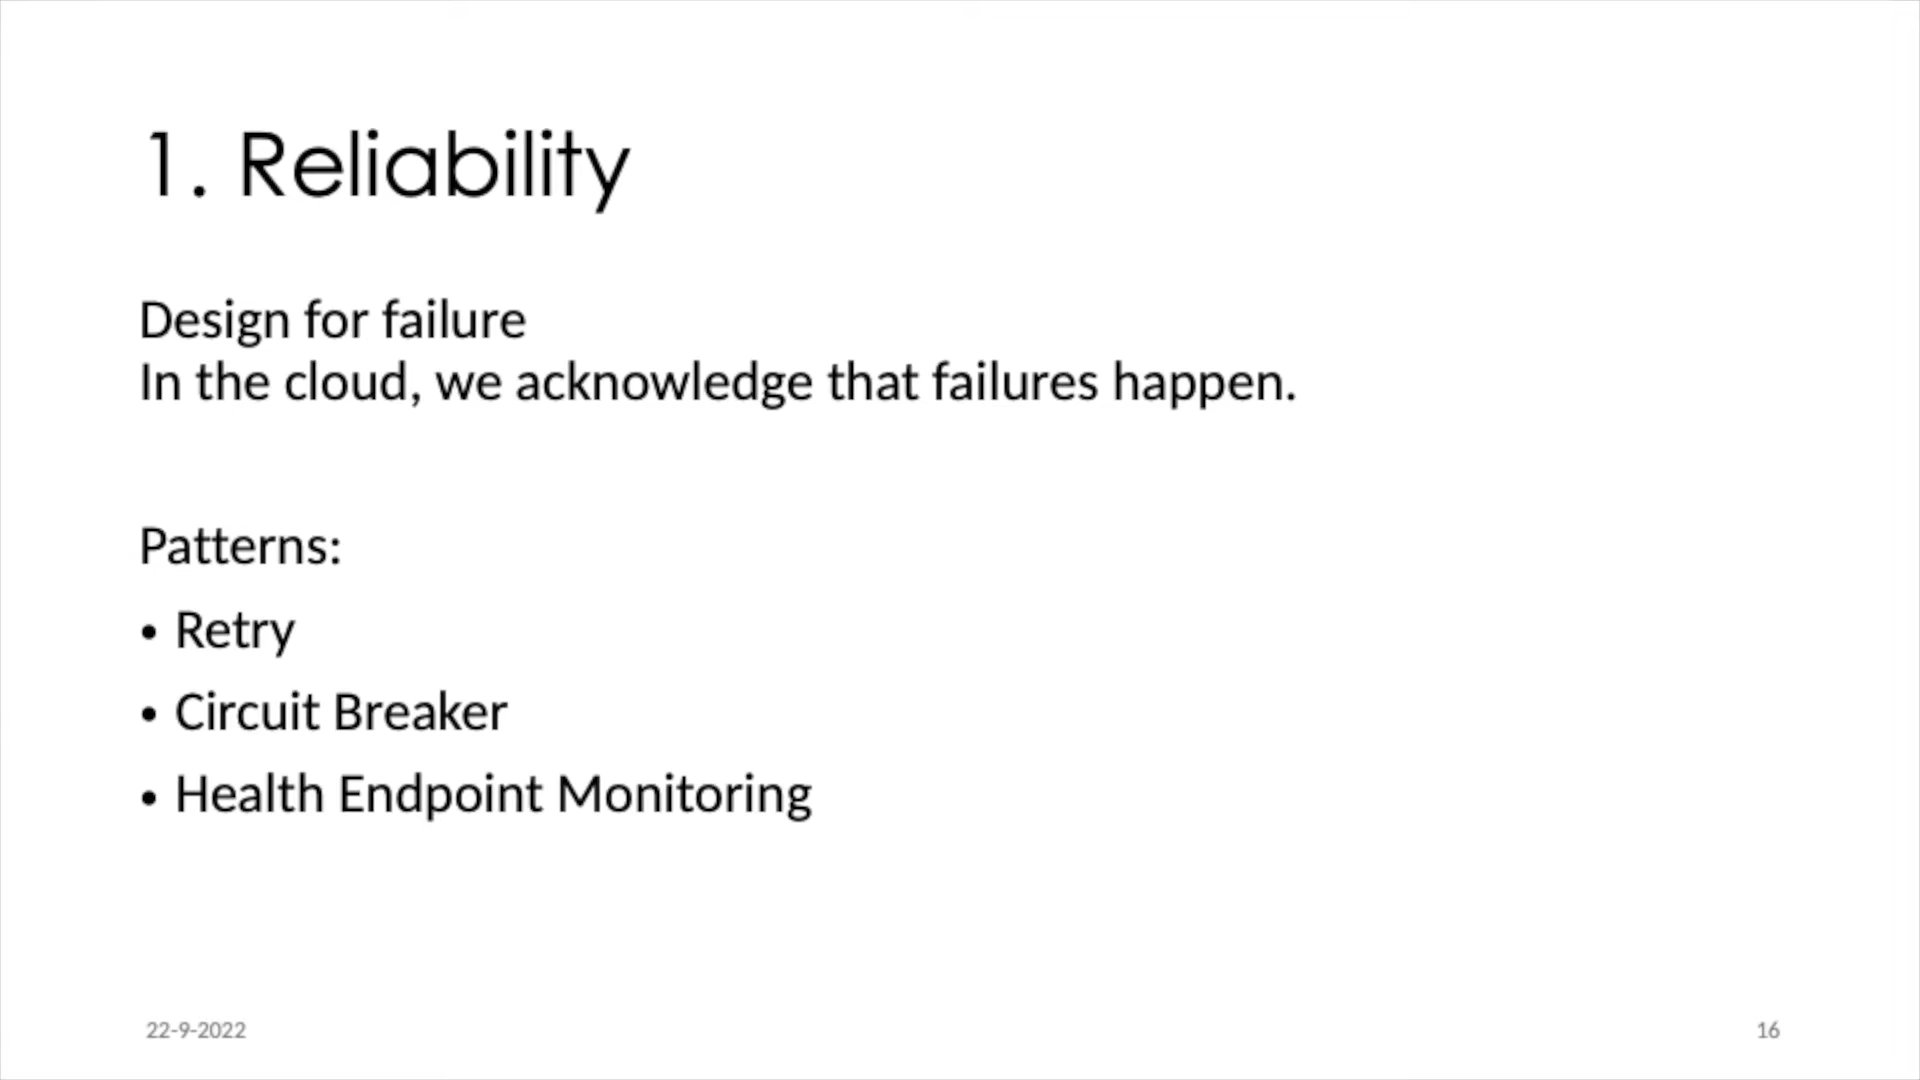 1. Reliability
Design for failure
In the cloud, we acknowledge that failures happen.
Patterns:
• Retry
• Circuit Breaker
• Health Endpoint Monitoring
22-9-2022
16